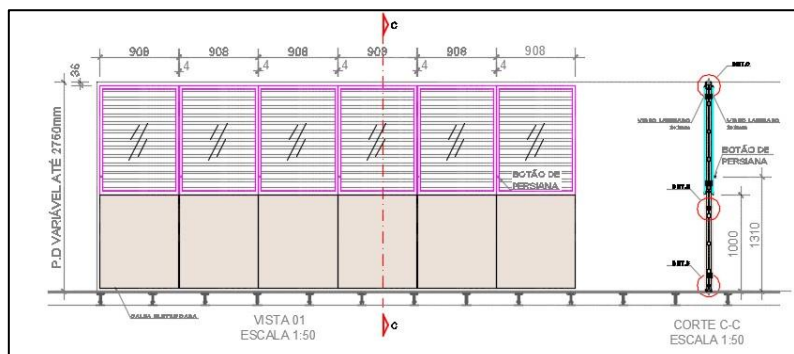 C
908 908 908 909 908 908
4 4 4 4 4
36
P.D VARIÁVEL ATÉ 2760mm
BOTÃO DE
PERSIANA
VISTA 01
ESCALA 1:50
C
BOTÃO DE
PERSIANA
1000
1310
CORTE C-C
ESCALA 1:50